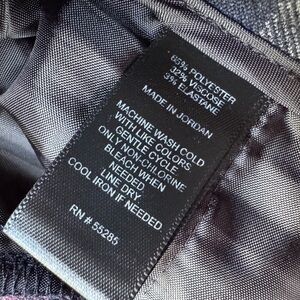 65% POLYESTER
32% VISCOSE
3% ELASTANE
MADE IN JORDAN
MACHINE WASH COLD
WITH LIKE COLORS
GENTLE CYCLE
ONLY NON-CHLORINE
BLEACH WHEN
NEEDED
LINE DRY
COOL IRON IF NEEDED
RN # 55285